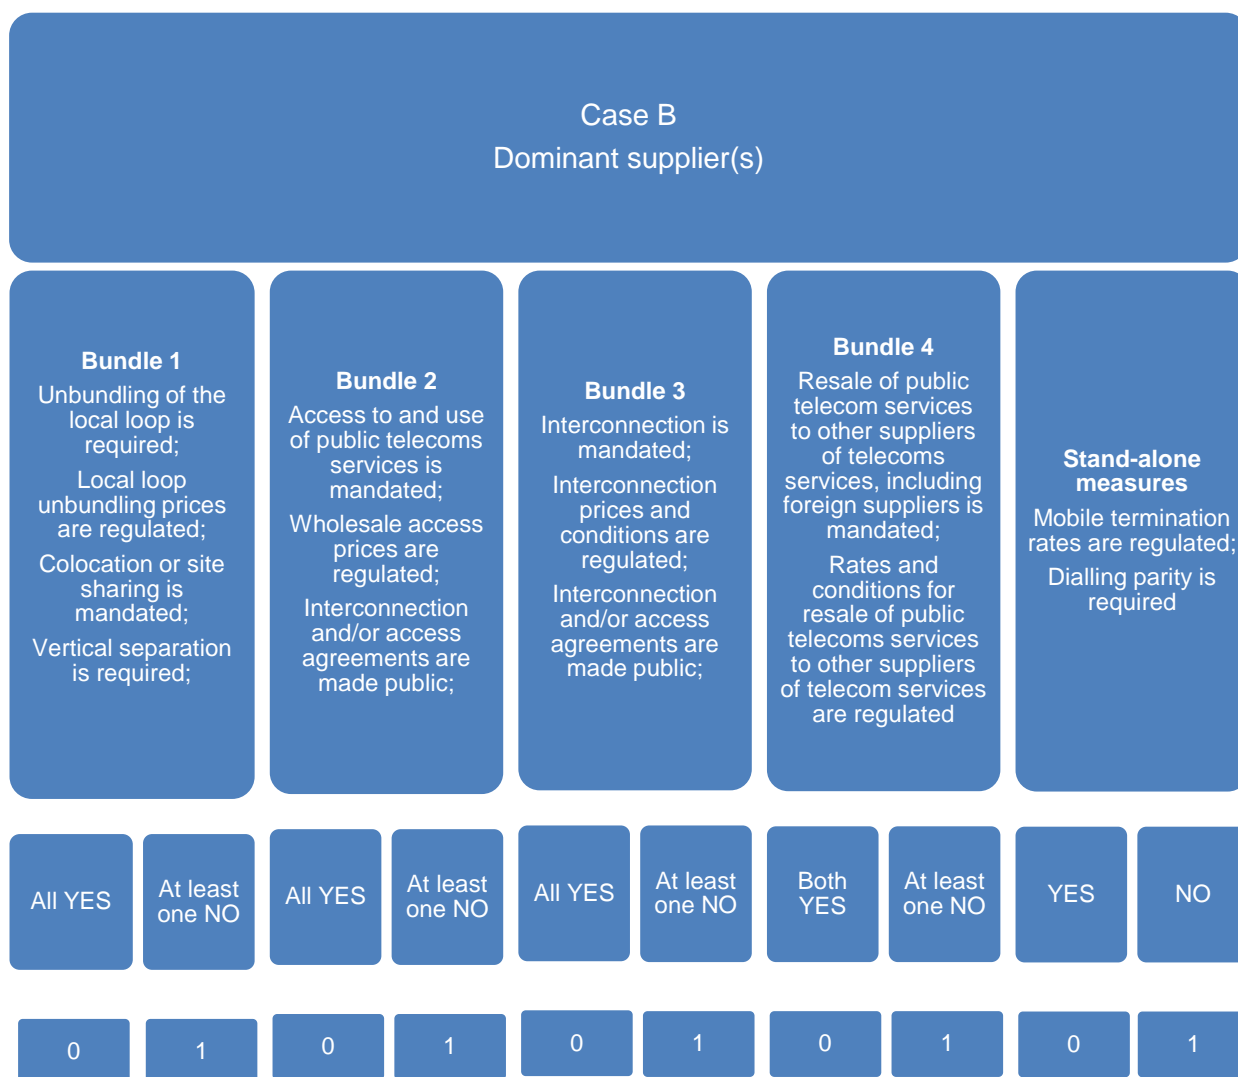 Case B
Dominant supplier(s)
Bundle 1
Unbundling of the
local loop is
required;
Local loop
unbundling prices
are regulated;
Colocation or site
sharing is
mandated;
Vertical separation
is required;
Bundle 2
Access to and use
of public telecoms
services is
mandated;
Wholesale access
prices are
regulated;
Interconnection
and/or access
agreements are
made public;
Bundle 3
Interconnection is
mandated;
Interconnection
prices and
conditions are
regulated;
Interconnection
and/or access
agreements are
made public;
Bundle 4
Resale of public
telecom services
to other suppliers
of telecoms
services, including
foreign suppliers is
mandated;
Rates and
conditions for
resale of public
telecoms services
to other suppliers
of telecom services
are regulated
Stand-alone
measures
Mobile termination
rates are regulated;
Dialling parity is
required
All YES
At least
one NO
All YES
At least
one NO
All YES
At least
one NO
Both
YES
At least
one NO
YES
NO
0
1
0
1
0
1
0
1
0
1